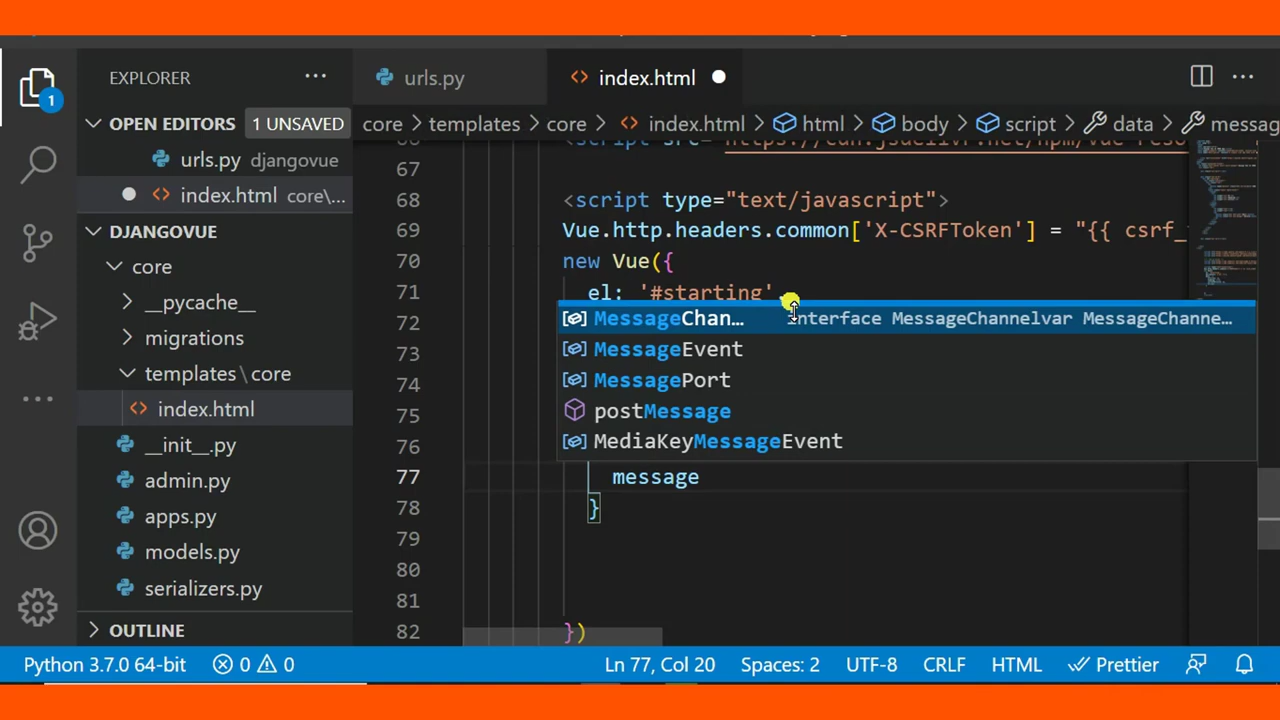 EXPLORER ···
urls.py
index.html
OPEN EDITORS 1 UNSAVED
urls.py djangovue
index.html core\...
DJANGOVUE
core
__pycache__
migrations
templates \ core
index.html
__init__.py
admin.py
apps.py
models.py
serializers.py
OUTLINE
core > templates > core > index.html > html > body > script > data > messag
67
68 <script type="text/javascript">
69 Vue.http.headers.common['X-CSRFToken'] = "{{ csrf_
70 new Vue({
71 el: '#starting'
72 MessageChan... interface MessageChannelvar MessageChanne...
73 MessageEvent
74 MessagePort
75 postMessage
76 MediaKeyMessageEvent
77 message
78 }
79
80
81
82 })
1
Python 3.7.0 64-bit 0 0 Ln 77, Col 20 Spaces: 2 UTF-8 CRLF HTML Prettier